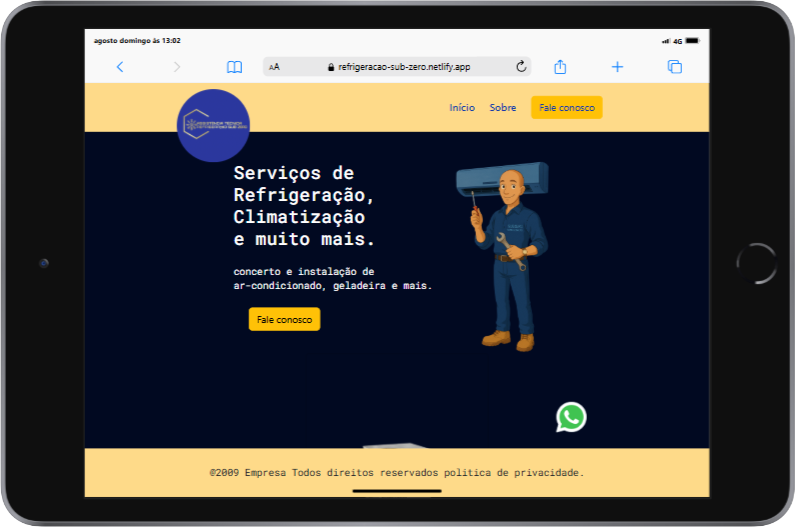 agosto domingo às 13:02
4G
AA
refrigeracao-sub-zero.netlify.app
Início Sobre Fale conosco
Serviços de
Refrigeração,
Climatização
e muito mais.
concerto e instalação de
ar-condicionado, geladeira e mais.
Fale conosco
©2009 Empresa Todos direitos reservados politica de privacidade.